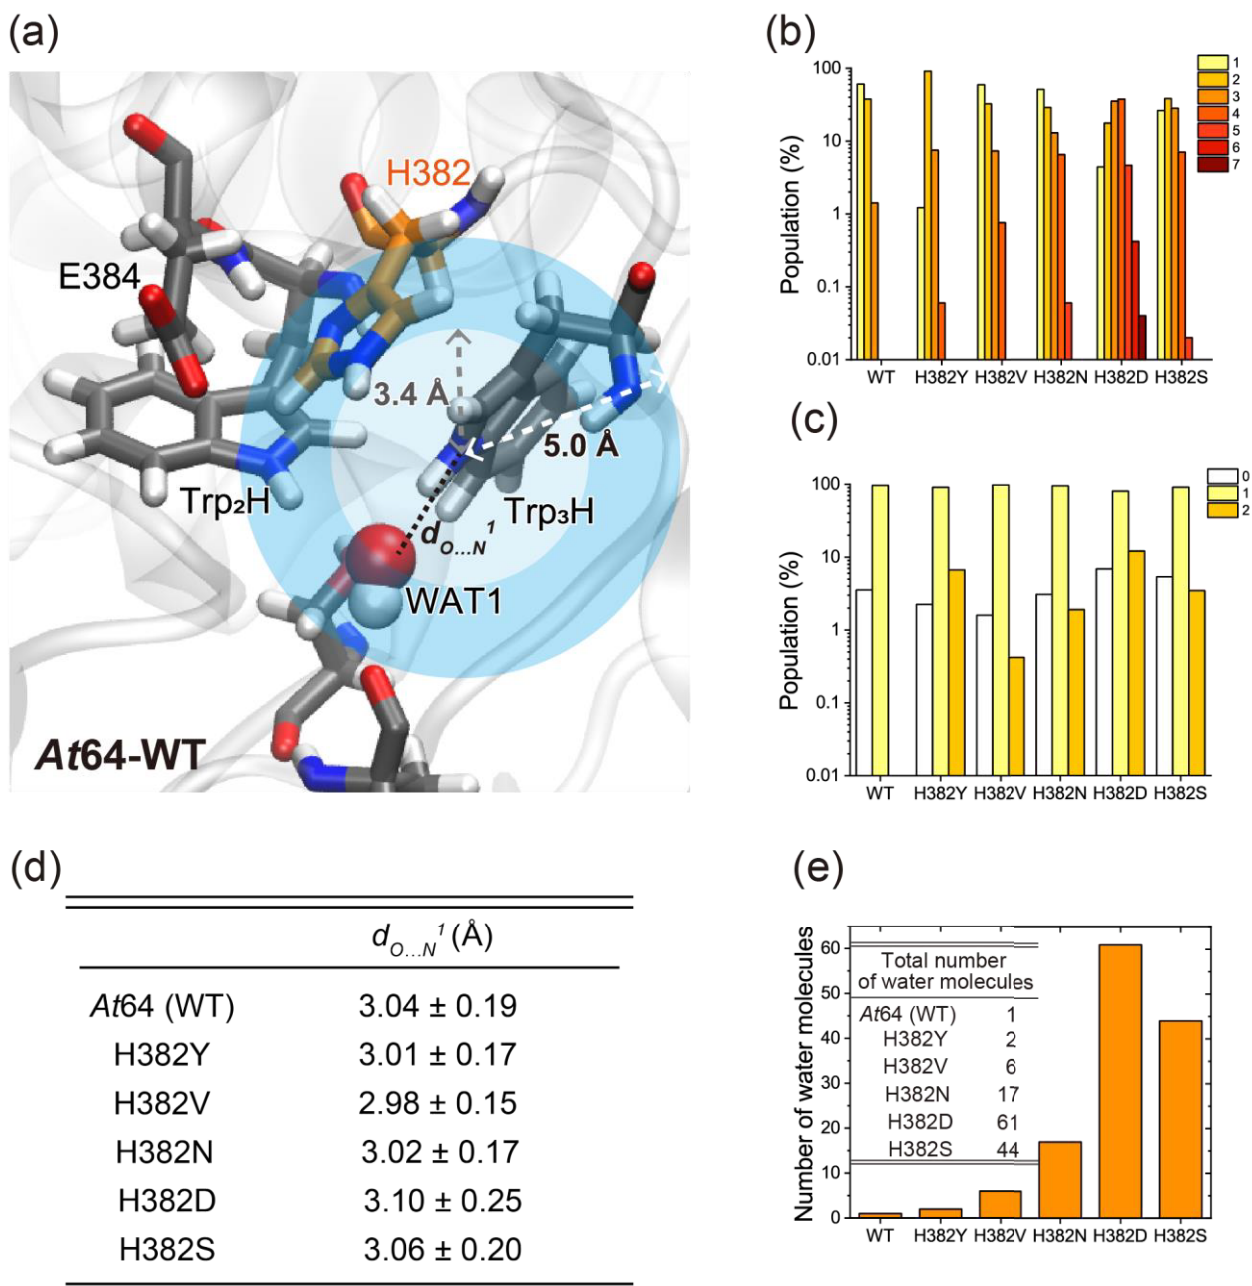 (a)
H382
E384
3.4 Å
5.0 Å
Trp₂H
Trp₃H
d_{O...N}^{1}
WAT1
At64-WT
(b)
Population (%)
100
10
1
0.1
0.01
1
2
3
4
5
6
7
WT H382Y H382V H382N H382D H382S
(c)
Population (%)
100
10
1
0.1
0.01
0
1
2
WT H382Y H382V H382N H382D H382S
(d)
d_{O...N}^{1} (Å)
At64 (WT) 3.04 ± 0.19
H382Y 3.01 ± 0.17
H382V 2.98 ± 0.15
H382N 3.02 ± 0.17
H382D 3.10 ± 0.25
H382S 3.06 ± 0.20
(e)
Number of water molecules
60
50
40
30
20
10
0
Total number
of water molecules
At64 (WT) 1
H382Y 2
H382V 6
H382N 17
H382D 61
H382S 44
WT H382Y H382V H382N H382D H382S